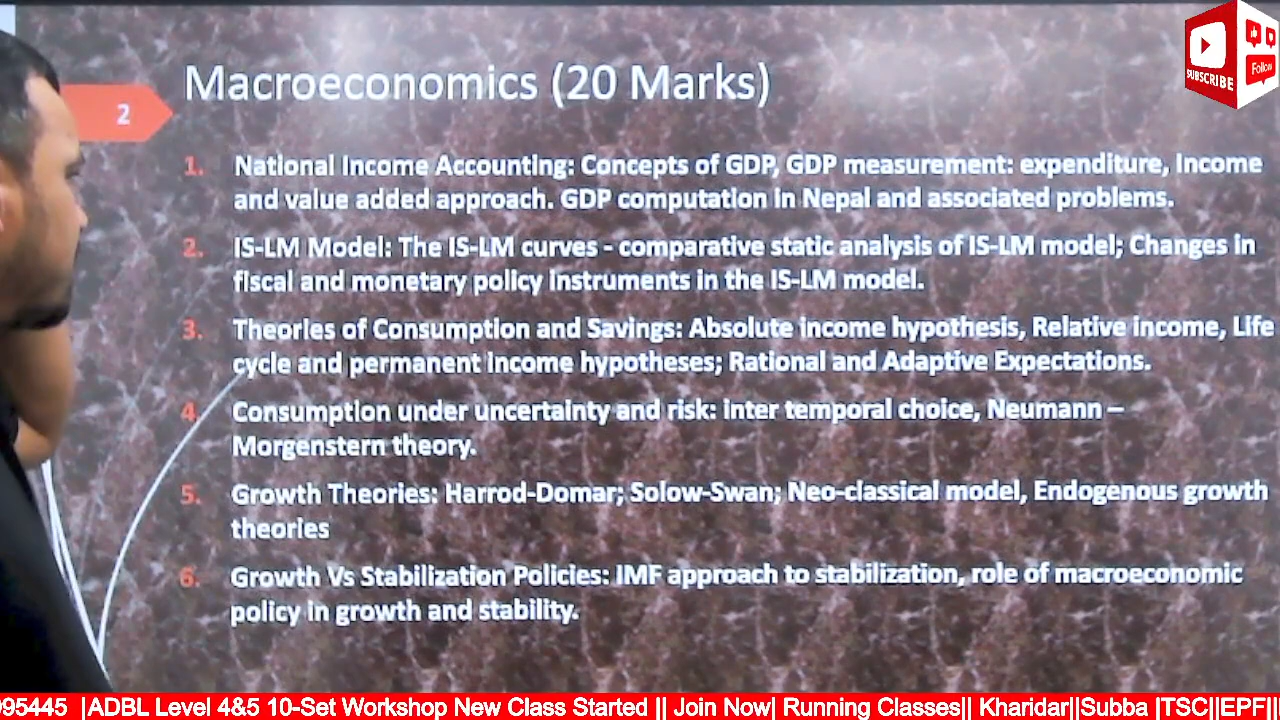 SUBSCRIBE
Follow
2
Macroeconomics (20 Marks)
1. National Income Accounting: Concepts of GDP, GDP measurement: expenditure, Income
and value added approach. GDP computation in Nepal and associated problems.
2. IS-LM Model: The IS-LM curves - comparative static analysis of IS-LM model; Changes in
fiscal and monetary policy instruments in the IS-LM model.
3. Theories of Consumption and Savings: Absolute income hypothesis, Relative income, Life
cycle and permanent Income hypotheses; Rational and Adaptive Expectations.
4. Consumption under uncertainty and risk: inter temporal choice, Neumann –
Morgenstern theory.
5. Growth Theories: Harrod-Domar; Solow-Swan; Neo-classical model, Endogenous growth
theories
6. Growth Vs Stabilization Policies: IMF approach to stabilization, role of macroeconomic
policy in growth and stability.
995445 |ADBL Level 4&5 10-Set Workshop New Class Started || Join Now| Running Classes|| Kharidar||Subba |TSC||EPF||